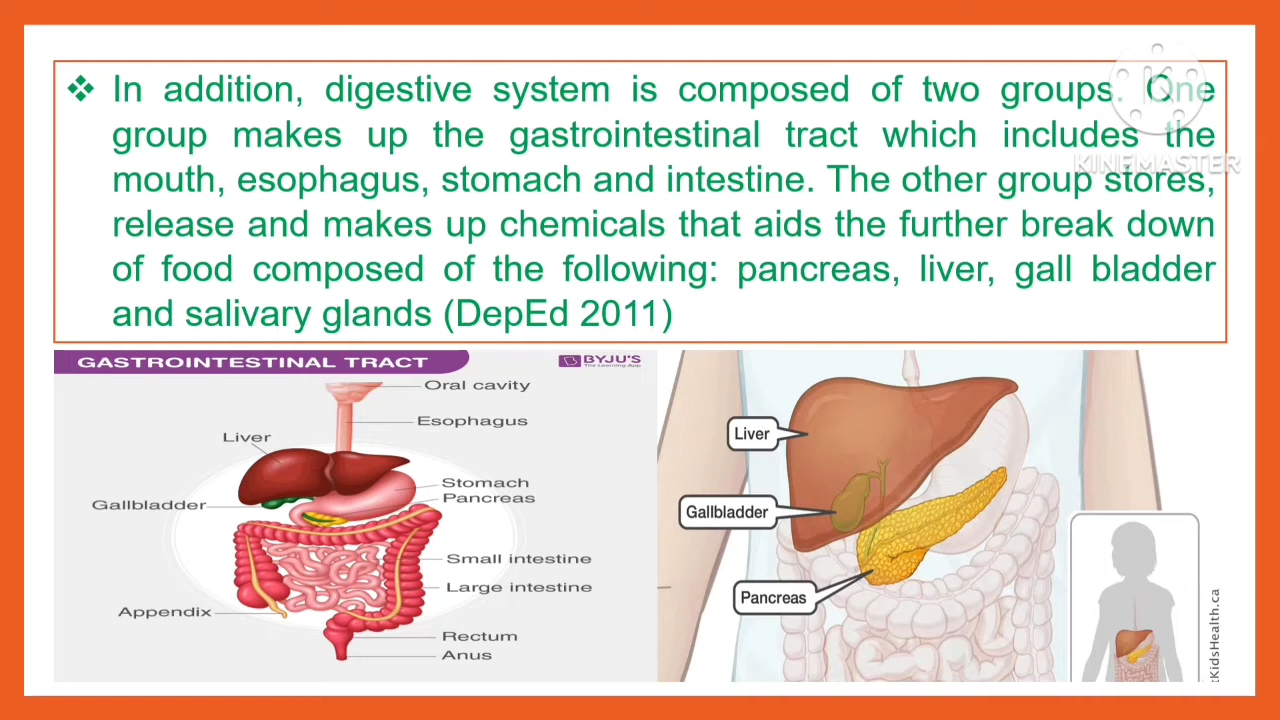 ❖ In addition, digestive system is composed of two groups. One
group makes up the gastrointestinal tract which includes the
mouth, esophagus, stomach and intestine. The other group stores,
release and makes up chemicals that aids the further break down
of food composed of the following: pancreas, liver, gall bladder
and salivary glands (DepEd 2011)
KINEMASTER
GASTROINTESTINAL TRACT
BYJU'S
The Learning App
Oral cavity
Esophagus
Liver
Stomach
Pancreas
Gallbladder
Small intestine
Large intestine
Appendix
Rectum
Anus
Liver
Gallbladder
Pancreas
KidsHealth.ca